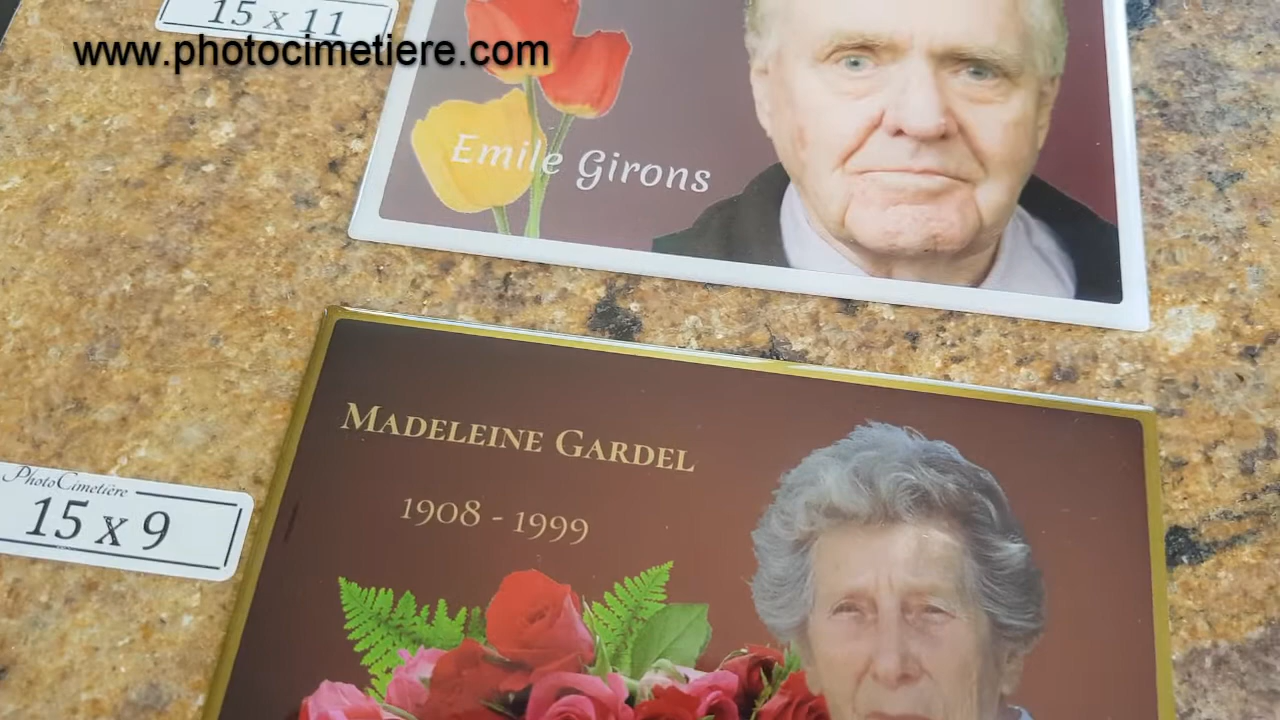 15 x 11
www.photocimetiere.com
Emile Girons
MADELEINE GARDEL
1908 - 1999
PhotoCimetière
15 x 9